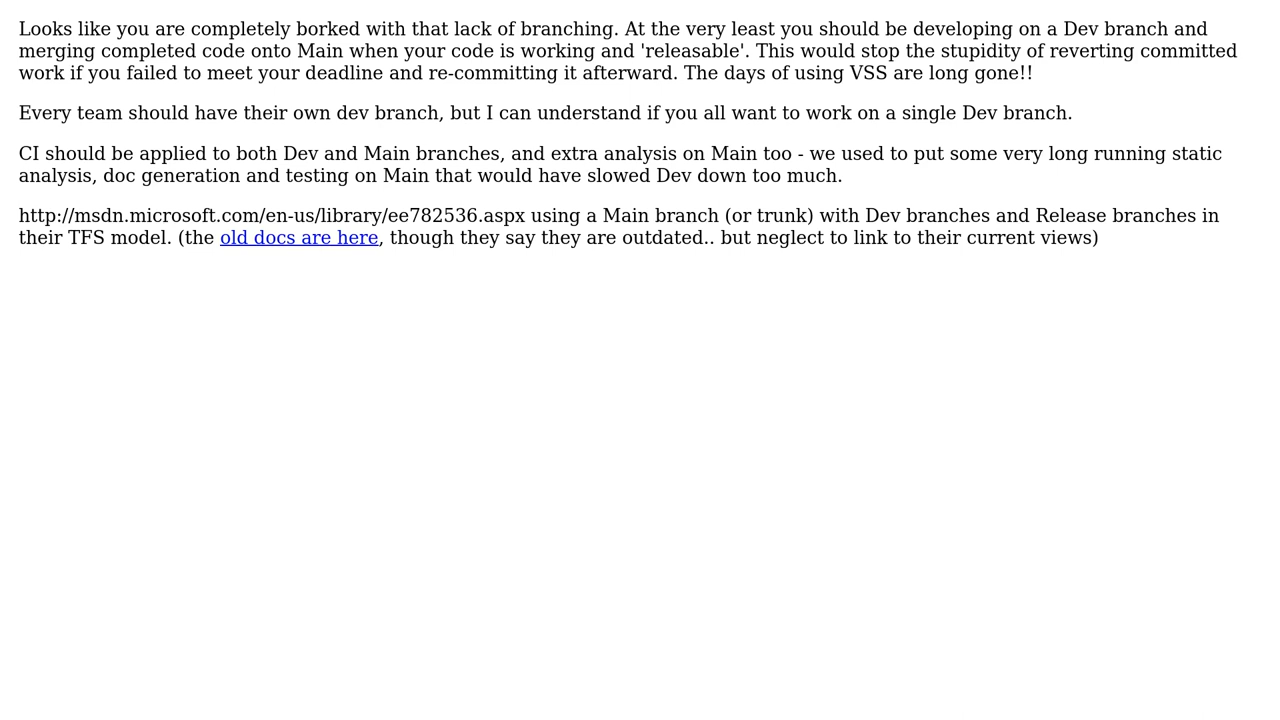 Looks like you are completely borked with that lack of branching. At the very least you should be developing on a Dev branch and
merging completed code onto Main when your code is working and 'releasable'. This would stop the stupidity of reverting committed
work if you failed to meet your deadline and re-committing it afterward. The days of using VSS are long gone!!
Every team should have their own dev branch, but I can understand if you all want to work on a single Dev branch.
CI should be applied to both Dev and Main branches, and extra analysis on Main too - we used to put some very long running static
analysis, doc generation and testing on Main that would have slowed Dev down too much.
http://msdn.microsoft.com/en-us/library/ee782536.aspx using a Main branch (or trunk) with Dev branches and Release branches in
their TFS model. (the old docs are here, though they say they are outdated.. but neglect to link to their current views)